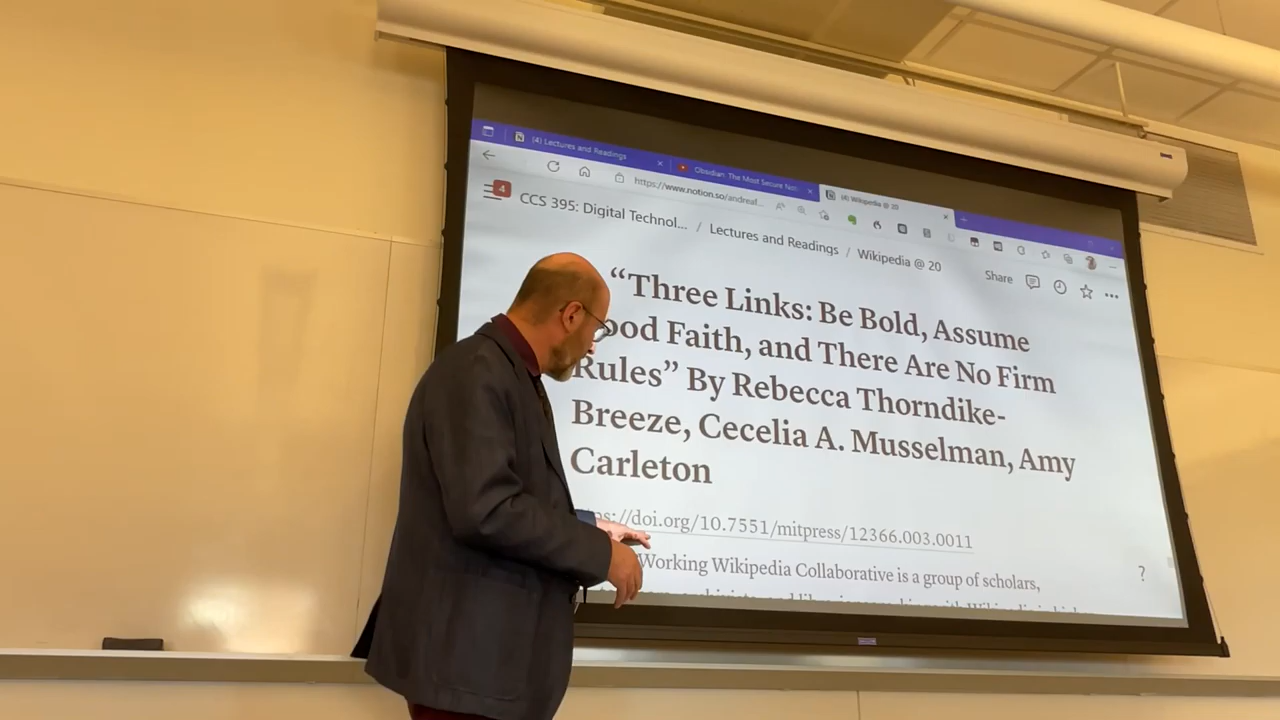 (4) Lectures and Readings
Obsidian: The Most Secure Not
(4) Wikipedia @ 20
https://www.notion.so/andreaf...
4
CCS 395: Digital Technol... / Lectures and Readings / Wikipedia @ 20
Share
“Three Links: Be Bold, Assume
ood Faith, and There Are No Firm
Rules” By Rebecca Thorndike-
Breeze, Cecelia A. Musselman, Amy
Carleton
ps://doi.org/10.7551/mitpress/12366.003.0011
Working Wikipedia Collaborative is a group of scholars,
?